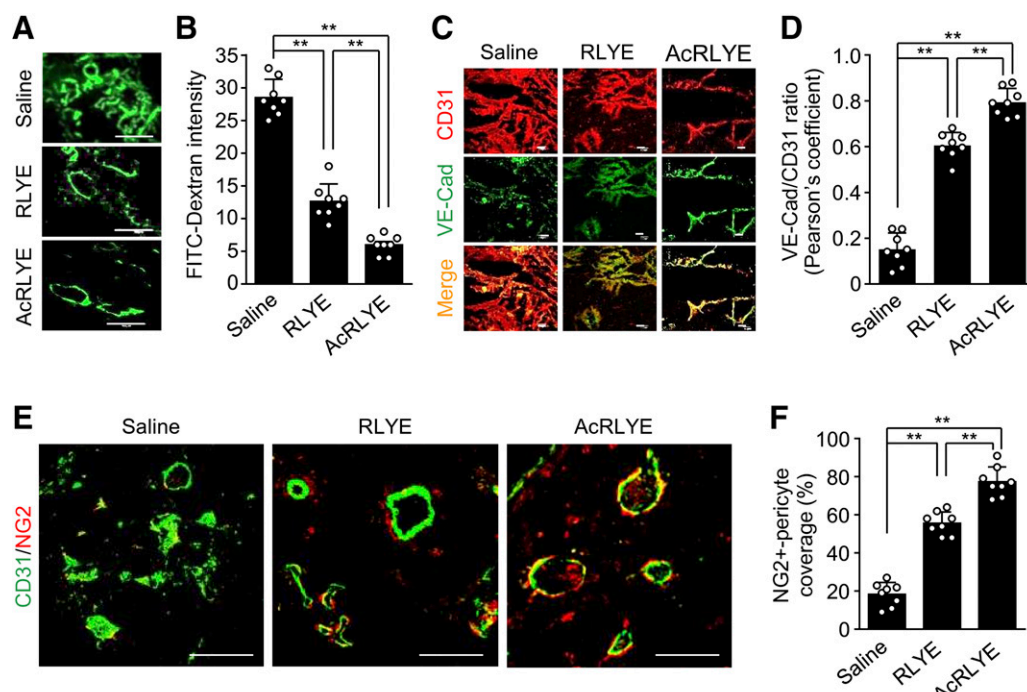 A
Saline
RLYE
AcRLYE
B
FITC-Dextran intensity
35
30
25
20
15
10
5
0
**
**
**
Saline
RLYE
AcRLYE
C
Saline
RLYE
AcRLYE
CD31
VE-Cad
Merge
D
VE-Cad/CD31 ratio
(Pearson's coefficient)
1.0
0.8
0.6
0.4
0.2
0
**
**
**
Saline
RLYE
AcRLYE
E
Saline
RLYE
AcRLYE
CD31/NG2
F
NG2+-pericyte
coverage (%)
100
80
60
40
20
0
**
**
**
Saline
RLYE
AcRLYE